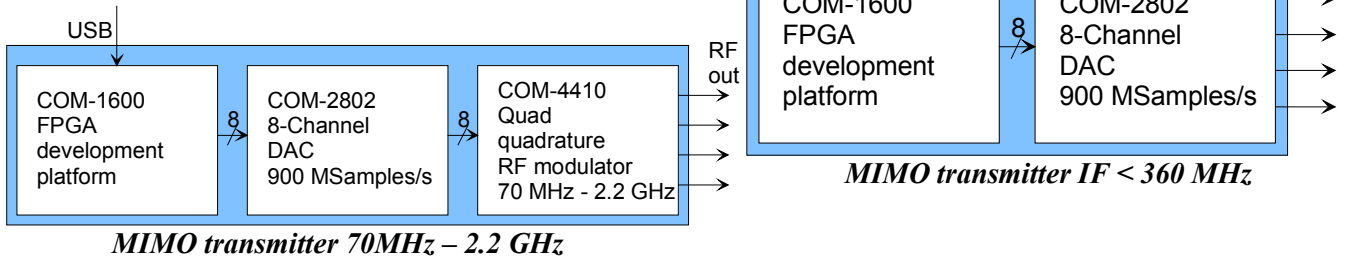 USB
COM-1600
FPGA
development
platform
8
COM-2802
8-Channel
DAC
900 MSamples/s
8
COM-4410
Quad
quadrature
RF modulator
70 MHz - 2.2 GHz
RF
out
MIMO transmitter 70MHz – 2.2 GHz
COM-1600
FPGA
development
platform
8
COM-2802
8-Channel
DAC
900 MSamples/s
MIMO transmitter IF < 360 MHz